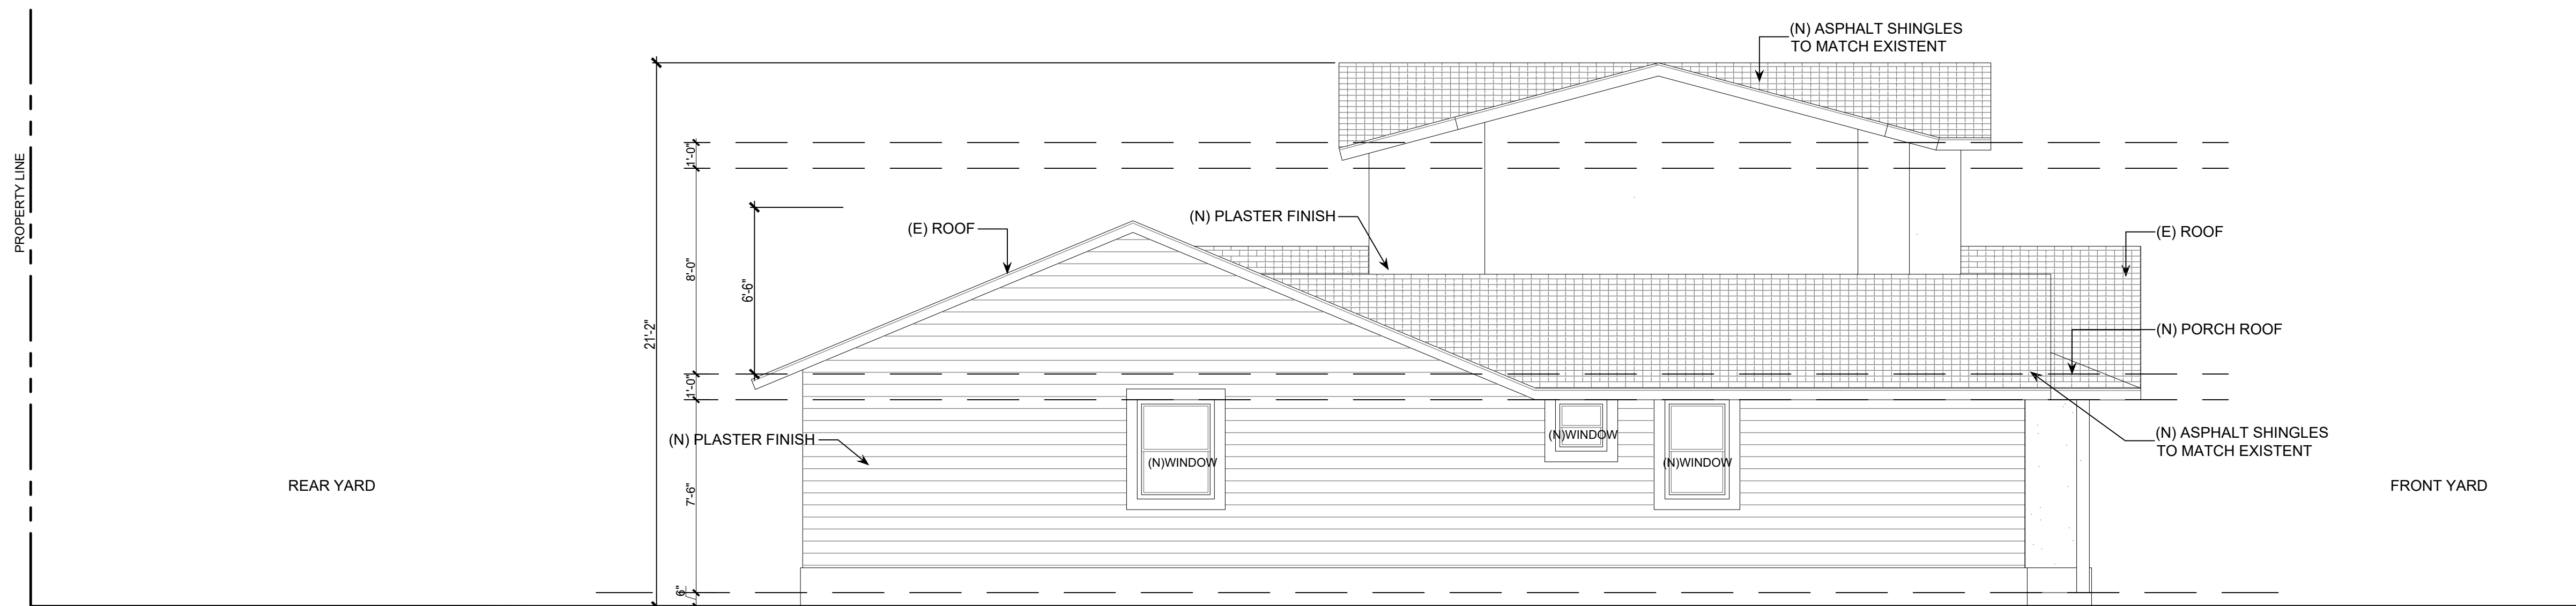 (N) ASPHALT SHINGLES
TO MATCH EXISTENT
PROPERTY LINE
1'-0"
(N) PLASTER FINISH
(E) ROOF
(E) ROOF
8'-0"
6'-6"
21'-2"
(N) PORCH ROOF
1'-0"
(N) PLASTER FINISH
(N)WINDOW
(N)WINDOW
(N)WINDOW
(N) ASPHALT SHINGLES
TO MATCH EXISTENT
7'-6"
REAR YARD
FRONT YARD
6"